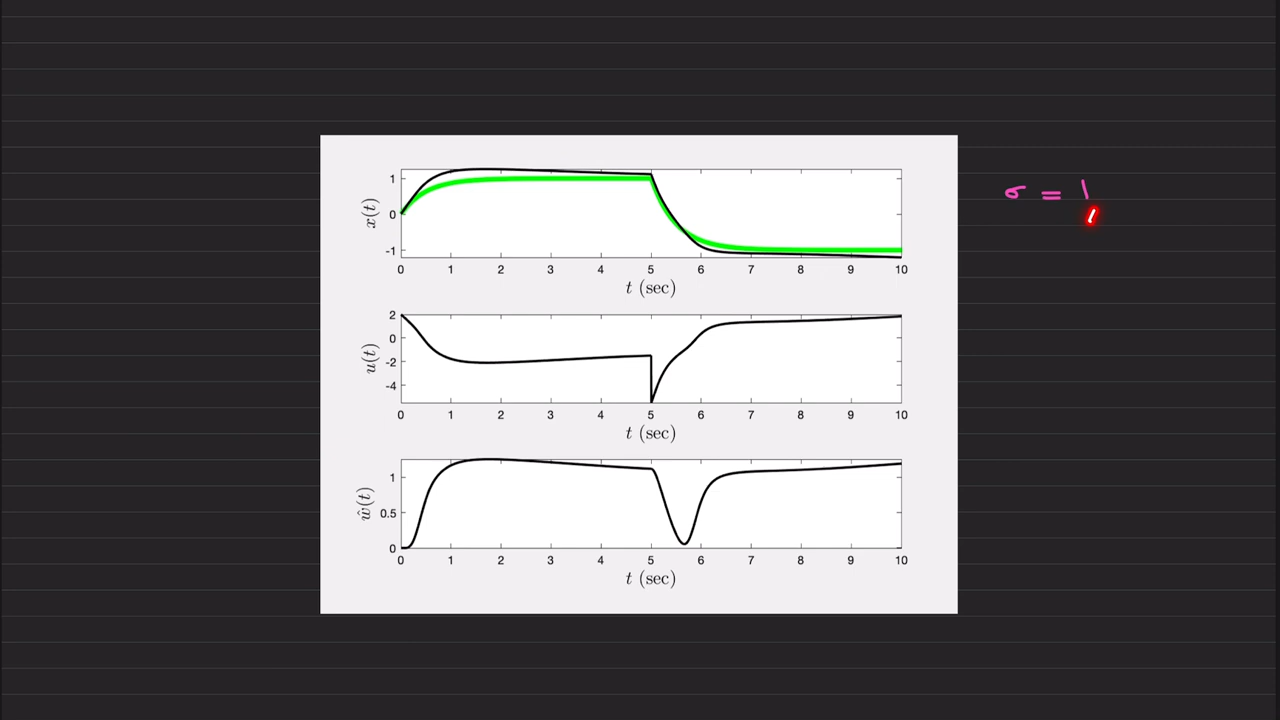 σ = 1
1
0
-1
x(t)
0 1 2 3 4 5 6 7 8 9 10
t (sec)
2
0
-2
-4
u(t)
0 1 2 3 4 5 6 7 8 9 10
t (sec)
1
0.5
0
ŵ(t)
0 1 2 3 4 5 6 7 8 9 10
t (sec)